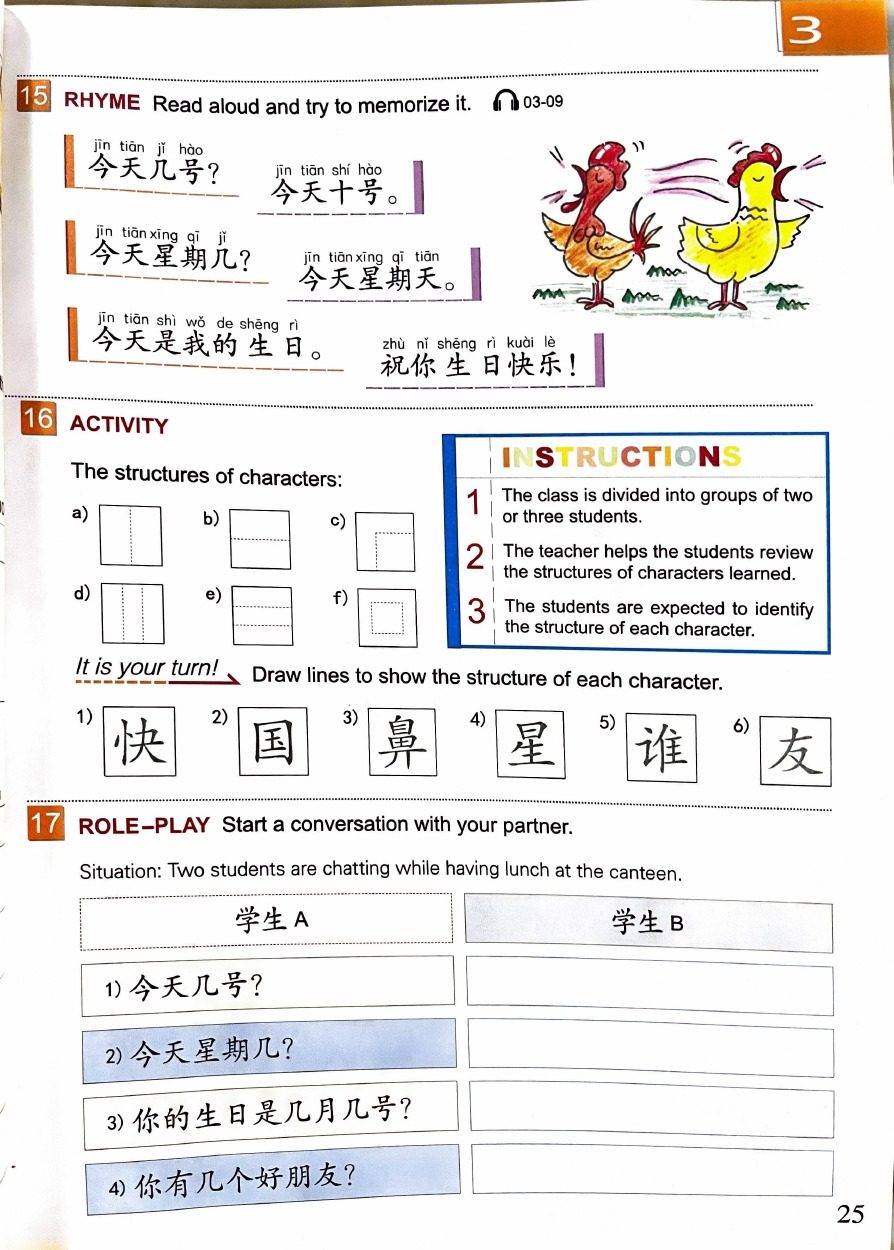 3
15 RHYME Read aloud and try to memorize it. 03-09
jīn tiān jǐ hào
今天几号?
jīn tiān shí hào
今天十号。
jīn tiān xīng qī jǐ
今天星期几?
jīn tiān xīng qī tiān
今天星期天。
jīn tiān shì wǒ de shēng rì
今天是我的生日。
zhù nǐ shēng rì kuài lè
祝你生日快乐!
16 ACTIVITY
The structures of characters:
a) b) c)
d) e) f)
INSTRUCTIONS
1 The class is divided into groups of two
or three students.
2 The teacher helps the students review
the structures of characters learned.
3 The students are expected to identify
the structure of each character.
It is your turn! Draw lines to show the structure of each character.
1) 快 2) 国 3) 鼻 4) 星 5) 谁 6) 友
17 ROLE-PLAY Start a conversation with your partner.
Situation: Two students are chatting while having lunch at the canteen.
学生 A 学生 B
1) 今天几号?
2) 今天星期几?
3) 你的生日是几月几号?
4) 你有几个好朋友?
25